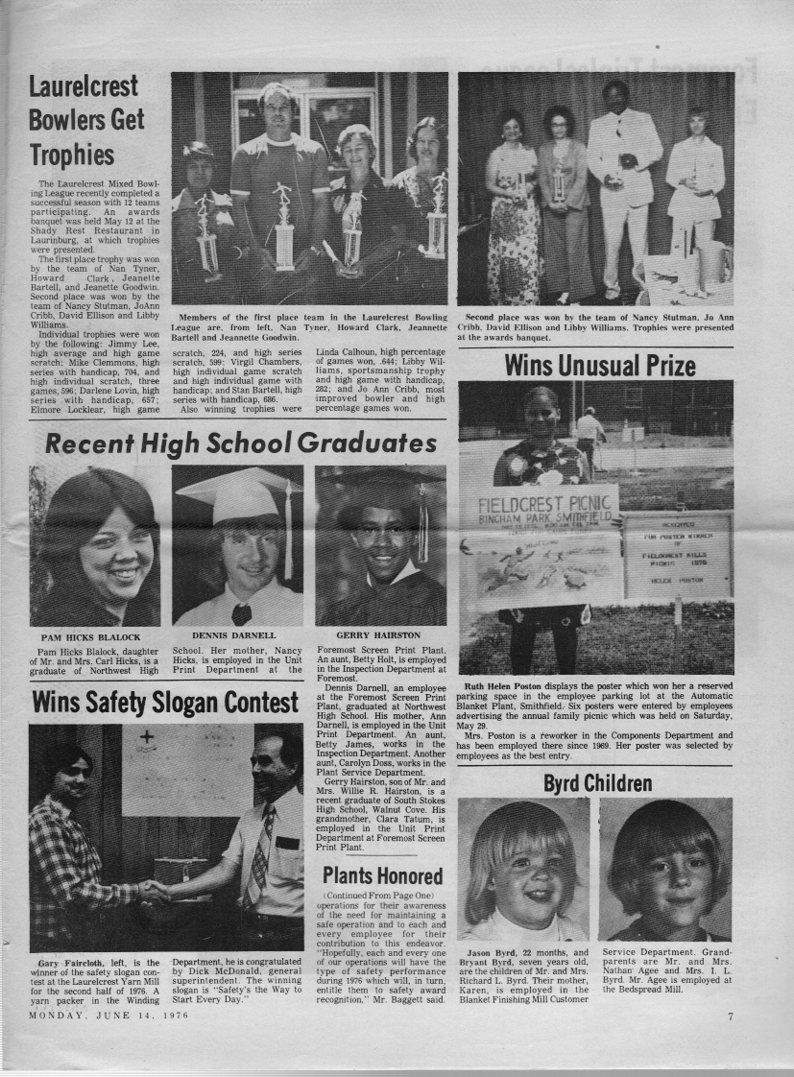 Laurelcrest
Bowlers Get
Trophies
The Laurelcrest Mixed Bowl-
ing League recently completed a
successful season with 12 teams
participating. An awards
banquet was held May 12 at the
Shady Rest Restaurant in
Laurinburg, at which trophies
were presented.
The first place trophy was won
by the team of Nan Tyner,
Howard Clark, Jeanette
Bartell, and Jeanette Goodwin.
Second place was won by the
team of Nancy Stutman, JoAnn
Cribb, David Ellison and Libby
Williams.
Individual trophies were won
by the following: Jimmy Lee,
high average and high game
scratch; Mike Clemmons, high
series with handicap, 704, and
high individual scratch, three
games, 596; Darlene Lovin, high
series with handicap, 657;
Elmore Locklear, high game
scratch, 224, and high series
scratch, 599; Virgil Chambers,
high individual game scratch
and high individual game with
handicap; and Stan Bartell, high
series with handicap, 686.
Also winning trophies were
Linda Calhoun, high percentage
of games won, .644; Libby Wil-
liams, sportsmanship trophy
and high game with handicap,
282; and Jo Ann Cribb, most
improved bowler and high
percentage games won.
Members of the first place team in the Laurelcrest Bowling
League are, from left, Nan Tyner, Howard Clark, Jeannette
Bartell and Jeannette Goodwin.
Second place was won by the team of Nancy Stutman, Jo Ann
Cribb, David Ellison and Libby Williams. Trophies were presented
at the awards banquet.
Recent High School Graduates
PAM HICKS BLALOCK
DENNIS DARNELL
GERRY HAIRSTON
Pam Hicks Blalock, daughter
of Mr. and Mrs. Carl Hicks, is a
graduate of Northwest High
School. Her mother, Nancy
Hicks, is employed in the Unit
Print Department at the
Foremost Screen Print Plant.
An aunt, Betty Holt, is employed
in the Inspection Department at
Foremost.
Dennis Darnell, an employee
at the Foremost Screen Print
Plant, graduated at Northwest
High School. His mother, Ann
Darnell, is employed in the Unit
Print Department. An aunt,
Betty James, works in the
Inspection Department. Another
aunt, Carolyn Doss, works in the
Plant Service Department.
Gerry Hairston, son of Mr. and
Mrs. Willie R. Hairston, is a
recent graduate of South Stokes
High School, Walnut Cove. His
grandmother, Clara Tatum, is
employed in the Unit Print
Department at Foremost Screen
Print Plant.
Wins Unusual Prize
FIELDCREST PICNIC
BINGHAM PARK SMITHFIELD
RESERVED
FOR POSTER WINNER
OF
FIELDCREST MILLS
PICNIC 1976
HELEN POSTON
Ruth Helen Poston displays the poster which won her a reserved
parking space in the employee parking lot at the Automatic
Blanket Plant, Smithfield. Six posters were entered by employees
advertising the annual family picnic which was held on Saturday,
May 29.
Mrs. Poston is a reworker in the Components Department and
has been employed there since 1969. Her poster was selected by
employees as the best entry.
Wins Safety Slogan Contest
Gary Faircloth, left, is the
winner of the safety slogan con-
test at the Laurelcrest Yarn Mill
for the second half of 1976. A
yarn packer in the Winding
Department, he is congratulated
by Dick McDonald, general
superintendent. The winning
slogan is "Safety's the Way to
Start Every Day."
Plants Honored
(Continued From Page One)
operations for their awareness
of the need for maintaining a
safe operation and to each and
every employee for their
contribution to this endeavor.
"Hopefully, each and every one
of our operations will have the
type of safety performance
during 1976 which will, in turn,
entitle them to safety award
recognition," Mr. Baggett said.
Byrd Children
Jason Byrd, 22 months, and
Bryant Byrd, seven years old,
are the children of Mr. and Mrs.
Richard L. Byrd. Their mother,
Karen, is employed in the
Blanket Finishing Mill Customer
Service Department. Grand-
parents are Mr. and Mrs.
Nathan Agee and Mrs. I. L.
Byrd. Mr. Agee is employed at
the Bedspread Mill.
MONDAY, JUNE 14, 1976
7